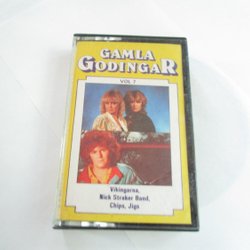 GAMLA
GODINGAR
VOL 7
Vikingarna,
Nick Straker Band,
Chips, Jigs